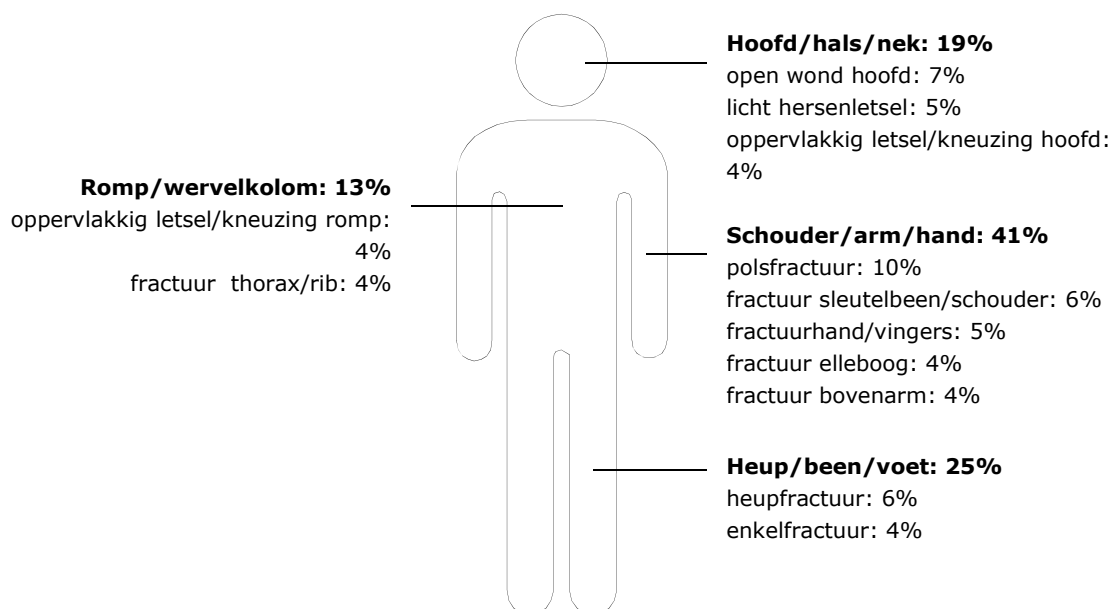 Hoofd/hals/nek: 19%
open wond hoofd: 7%
licht hersenletsel: 5%
oppervlakkig letsel/kneuzing hoofd:
4%
Romp/wervelkolom: 13%
oppervlakkig letsel/kneuzing romp:
4%
fractuur thorax/rib: 4%
Schouder/arm/hand: 41%
polsfractuur: 10%
fractuur sleutelbeen/schouder: 6%
fractuurhand/vingers: 5%
fractuur elleboog: 4%
fractuur bovenarm: 4%
Heup/been/voet: 25%
heupfractuur: 6%
enkelfractuur: 4%